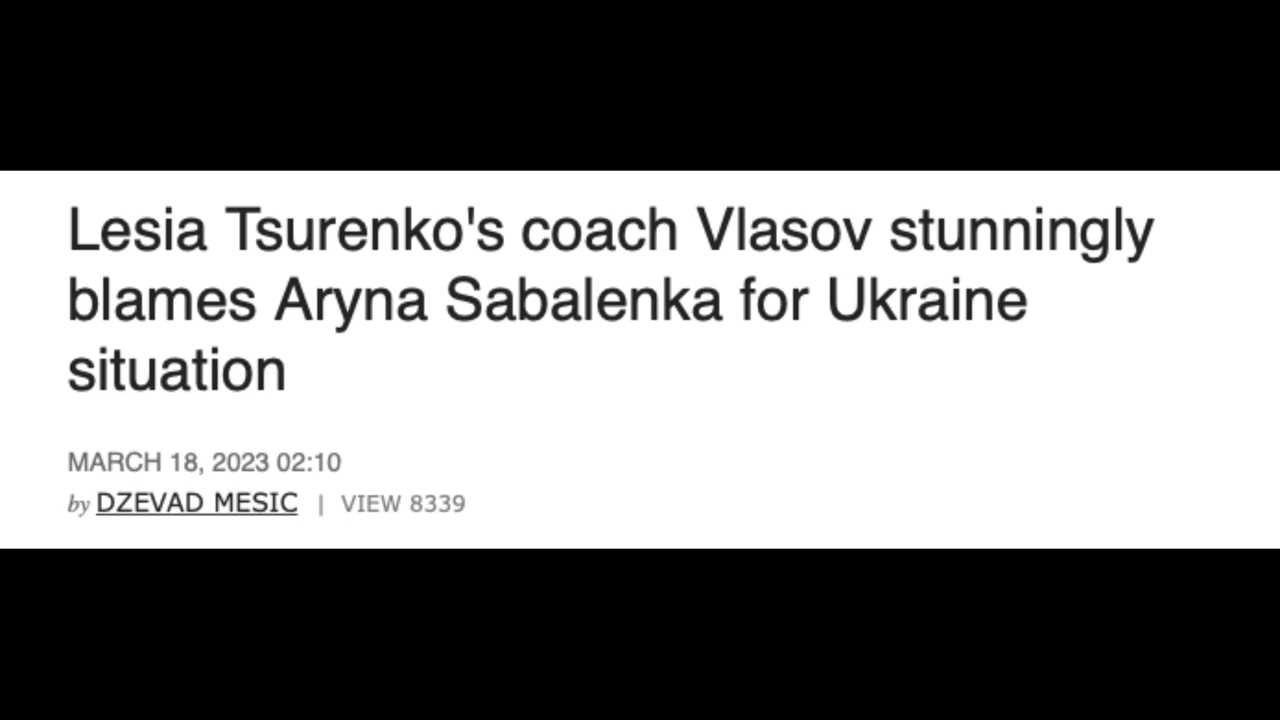 Lesia Tsurenko's coach Vlasov stunningly
blames Aryna Sabalenka for Ukraine
situation
MARCH 18, 2023 02:10
by DZEVAD MESIC | VIEW 8339